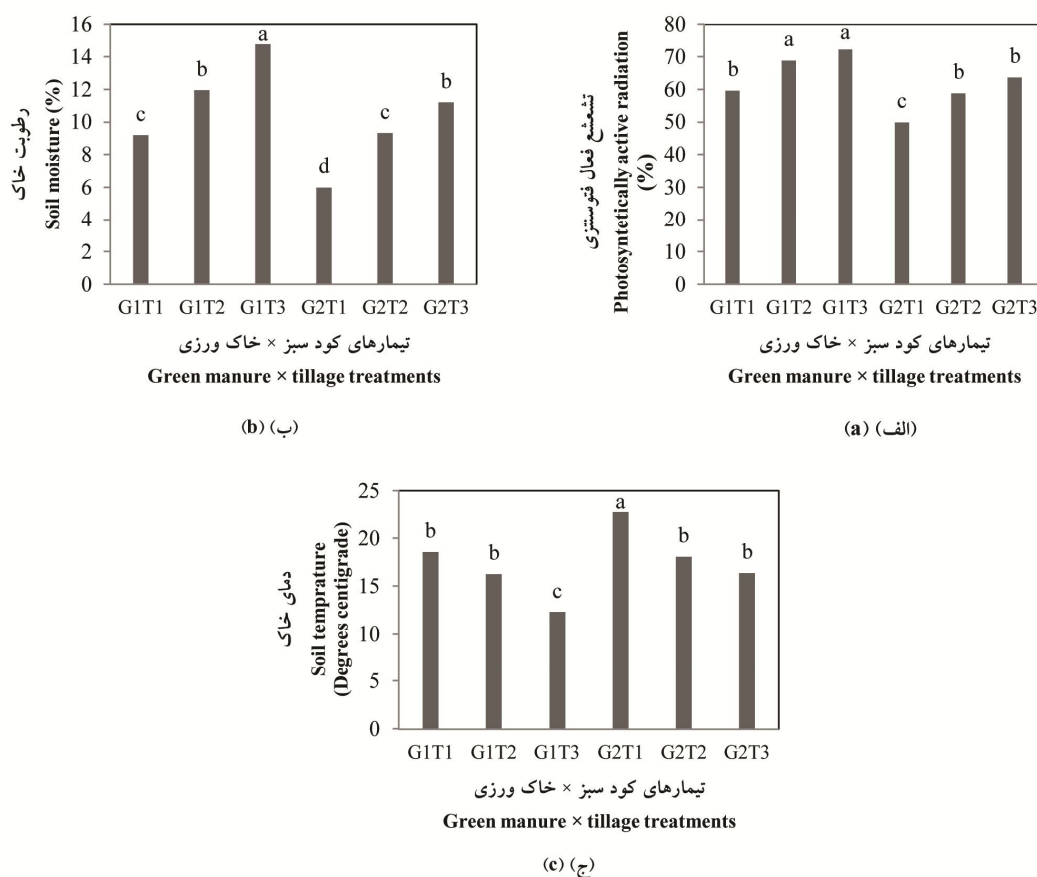 رطوبت خاک
Soil moisture (%)
16
14
12
10
8
6
4
2
0
c
b
a
d
c
b
G1T1 G1T2 G1T3 G2T1 G2T2 G2T3
تیمارهای کود سبز × خاک ورزی
Green manure × tillage treatments
(ب) (b)
تشعشع فعال فتوسنتزی
Photosyntetically active radiation
(%)
80
70
60
50
40
30
20
10
0
b
a
a
c
b
b
G1T1 G1T2 G1T3 G2T1 G2T2 G2T3
تیمارهای کود سبز × خاک ورزی
Green manure × tillage treatments
(الف) (a)
دمای خاک
Soil temprature
(Degrees centigrade)
25
20
15
10
5
0
b
b
c
a
b
b
G1T1 G1T2 G1T3 G2T1 G2T2 G2T3
تیمارهای کود سبز × خاک ورزی
Green manure × tillage treatments
(ج) (c)